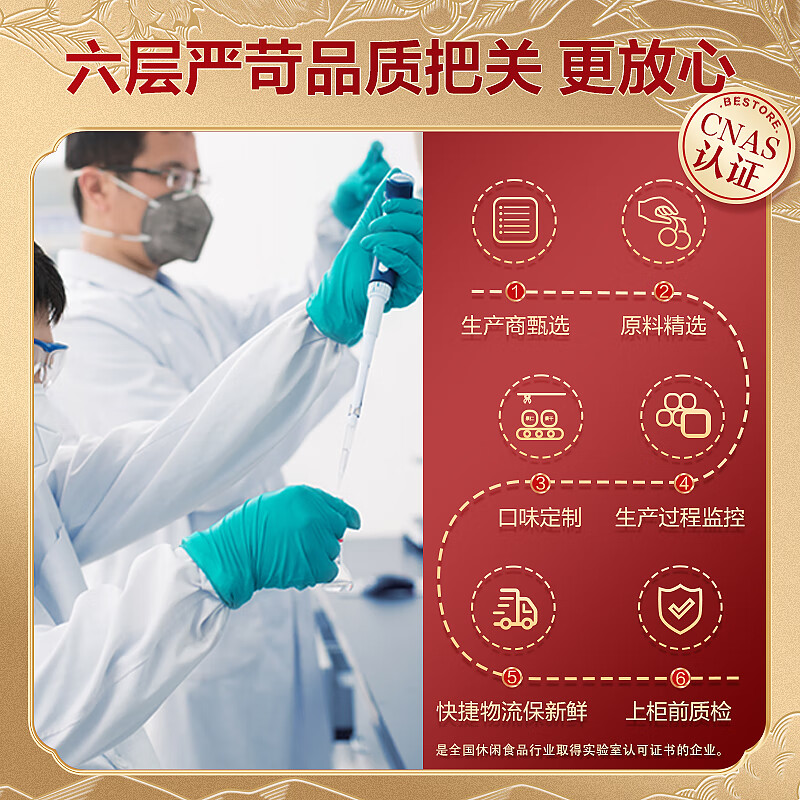 六层严苛品质把关 更放心
·BESTORE·
CNAS
认证
1
2
生产商甄选
原料精选
3
4
口味定制
生产过程监控
5
6
快捷物流保新鲜
上柜前质检
是全国休闲食品行业取得实验室认可证书的企业。